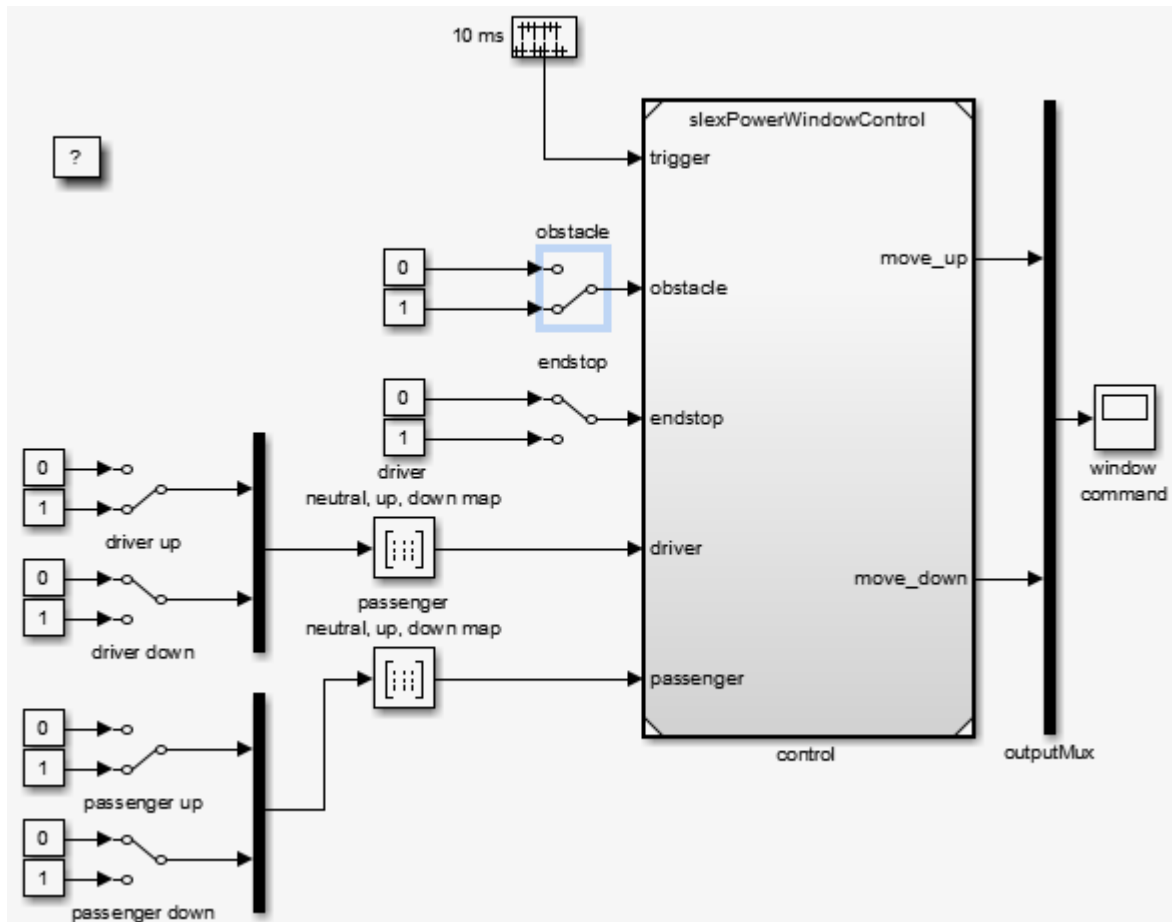 10 ms
slexPowerWindowControl
trigger
?
obstacle
0
1
obstacle
move_up
endstop
0
1
endstop
driver
neutral, up, down map
window
command
0
1
driver up
driver
move_down
0
1
driver down
passenger
neutral, up, down map
passenger
0
1
passenger up
control
outputMux
0
1
passenger down